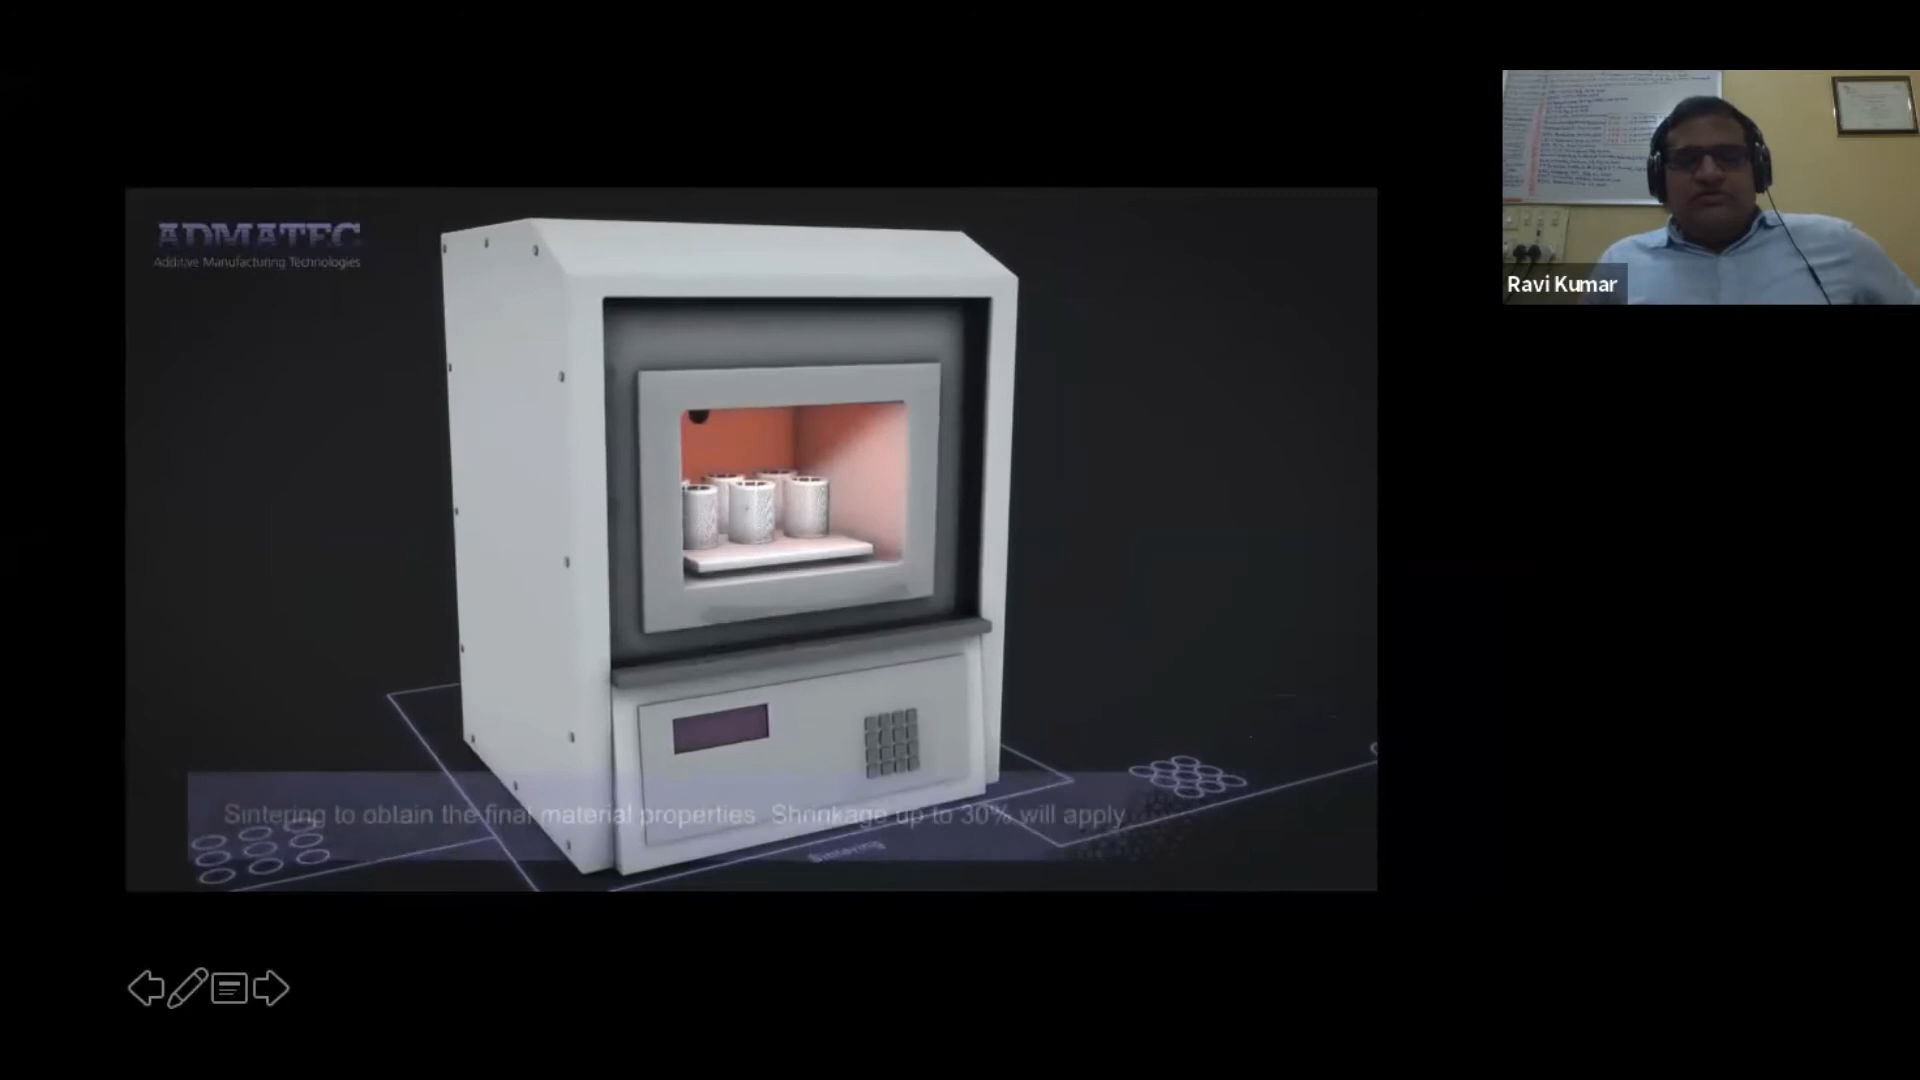 ADMATEC
Additive Manufacturing Technologies
Ravi Kumar
Sintering to obtain the final material properties. Shrinkage up to 30% will apply
Sintering